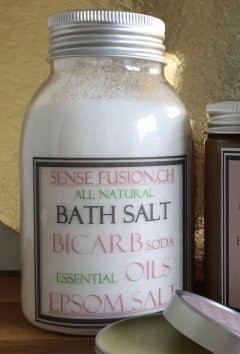 SENSE FUSION.CH
ALL NATURAL
BATH SALT
BICARB SODA
ESSENTIAL OILS
EPSOM SALT